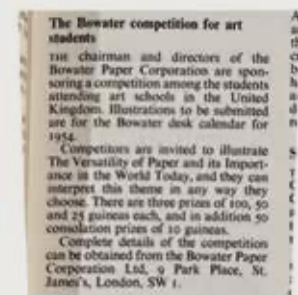 The Bowater competition for art
students
THE chairman and directors of the
Bowater Paper Corporation are spon-
soring a competition among the students
attending art schools in the United
Kingdom. Illustrations to be submitted
are for the Bowater desk calendar for
1954.
Competitors are invited to illustrate
The Versatility of Paper and its Import-
ance in the World Today, and they can
interpret this theme in any way they
choose. There are three prizes of 100, 50
and 25 guineas each, and in addition 50
consolation prizes of 10 guineas.
Complete details of the competition
can be obtained from the Bowater Paper
Corporation Ltd, 9 Park Place, St.
James's, London, SW 1.